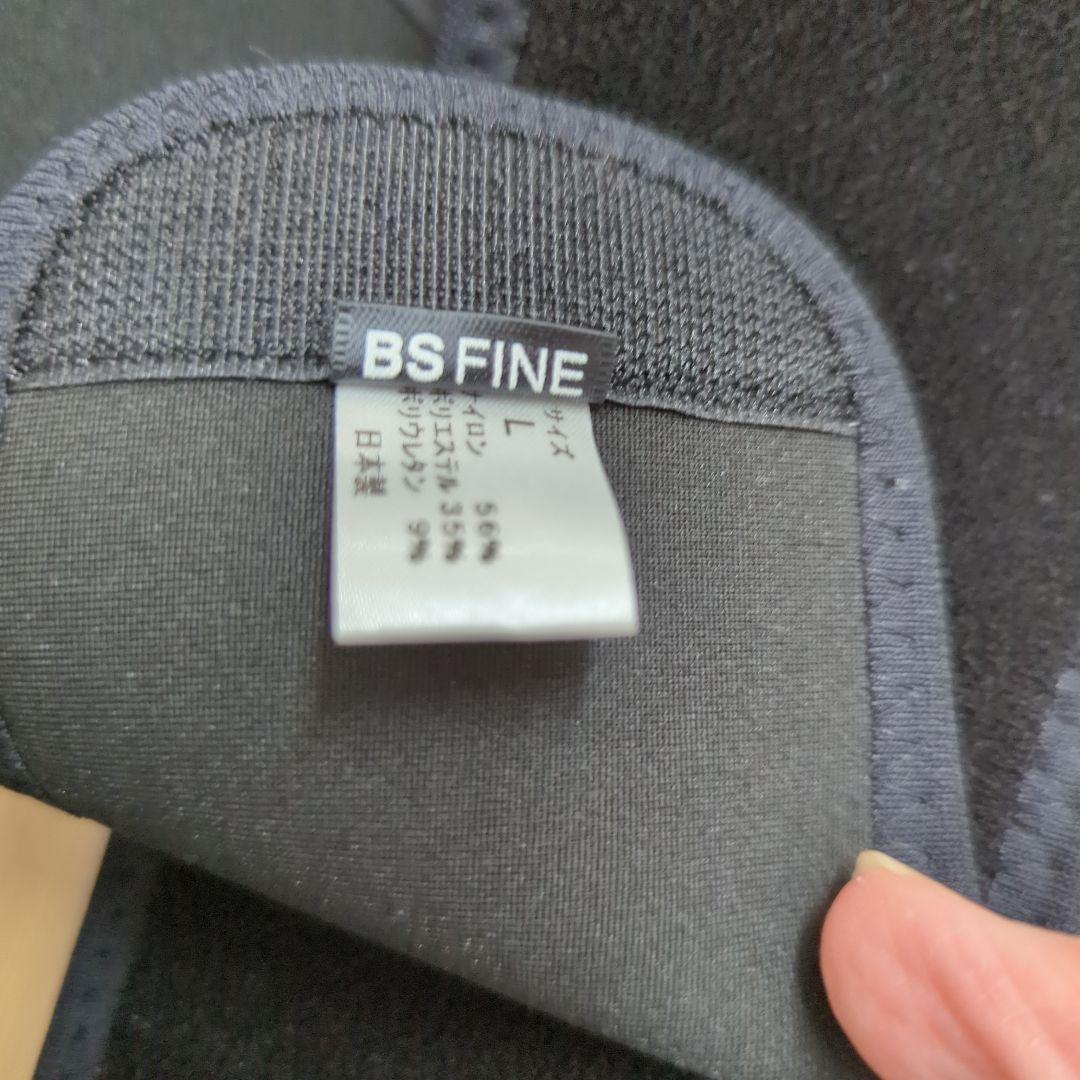 BS FINE
サイズ
L
ナイロン 56%
ポリエステル 35%
ポリウレタン 9%
日本製